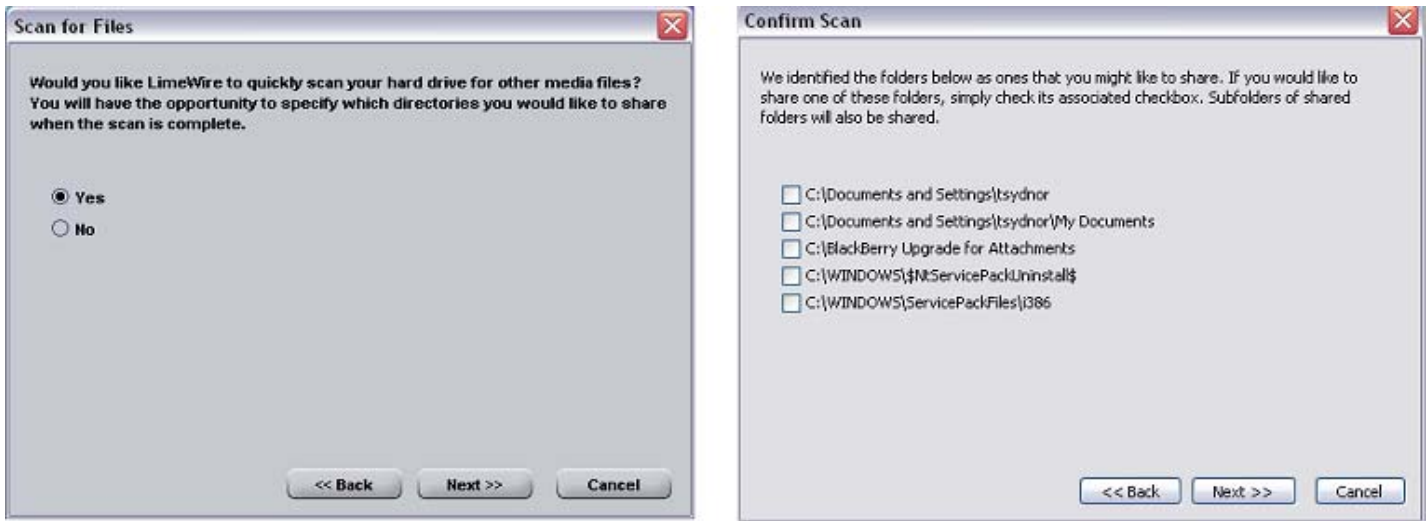 Scan for Files
Would you like LimeWire to quickly scan your hard drive for other media files?
You will have the opportunity to specify which directories you would like to share
when the scan is complete.
Yes
No
<< Back
Next >>
Cancel
Confirm Scan
We identified the folders below as ones that you might like to share. If you would like to
share one of these folders, simply check its associated checkbox. Subfolders of shared
folders will also be shared.
C:\Documents and Settings\tsydnor
C:\Documents and Settings\tsydnor\My Documents
C:\BlackBerry Upgrade for Attachments
C:\WINDOWS\$NtServicePackUninstall$
C:\WINDOWS\ServicePackFiles\i386
<< Back
Next >>
Cancel